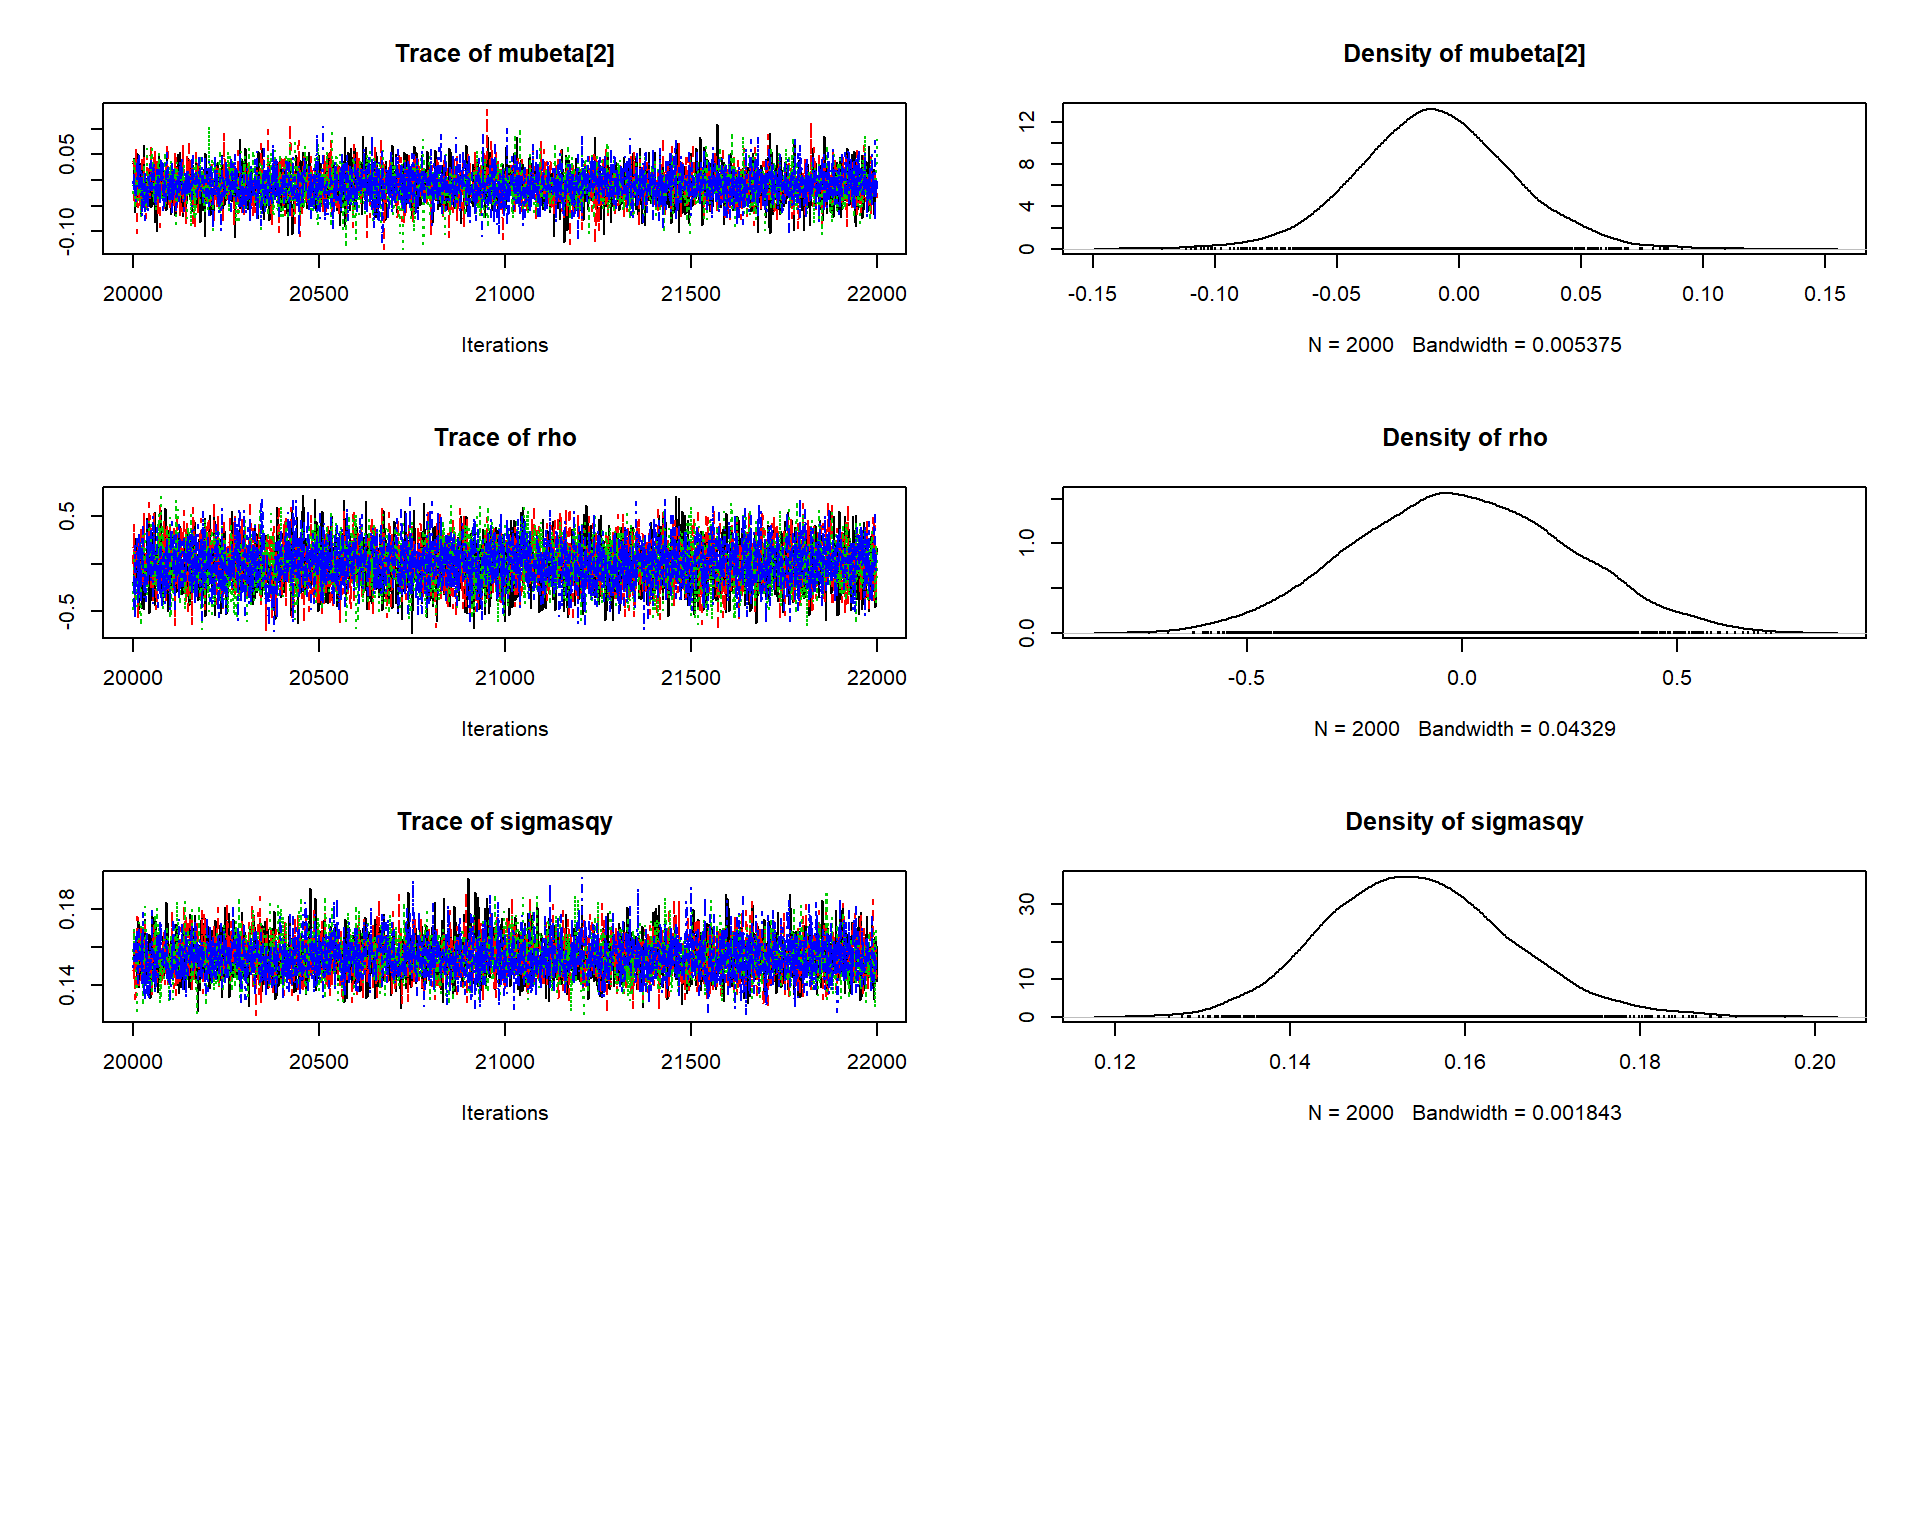 Trace of mubeta[2]
0.05
-0.10
20000 20500 21000 21500 22000
Iterations
Density of mubeta[2]
12
8
4
0
-0.15 -0.10 -0.05 0.00 0.05 0.10 0.15
N = 2000 Bandwidth = 0.005375
Trace of rho
0.5
-0.5
20000 20500 21000 21500 22000
Iterations
Density of rho
1.0
0.0
-0.5 0.0 0.5
N = 2000 Bandwidth = 0.04329
Trace of sigmasqy
0.18
0.14
20000 20500 21000 21500 22000
Iterations
Density of sigmasqy
30
10
0
0.12 0.14 0.16 0.18 0.20
N = 2000 Bandwidth = 0.001843